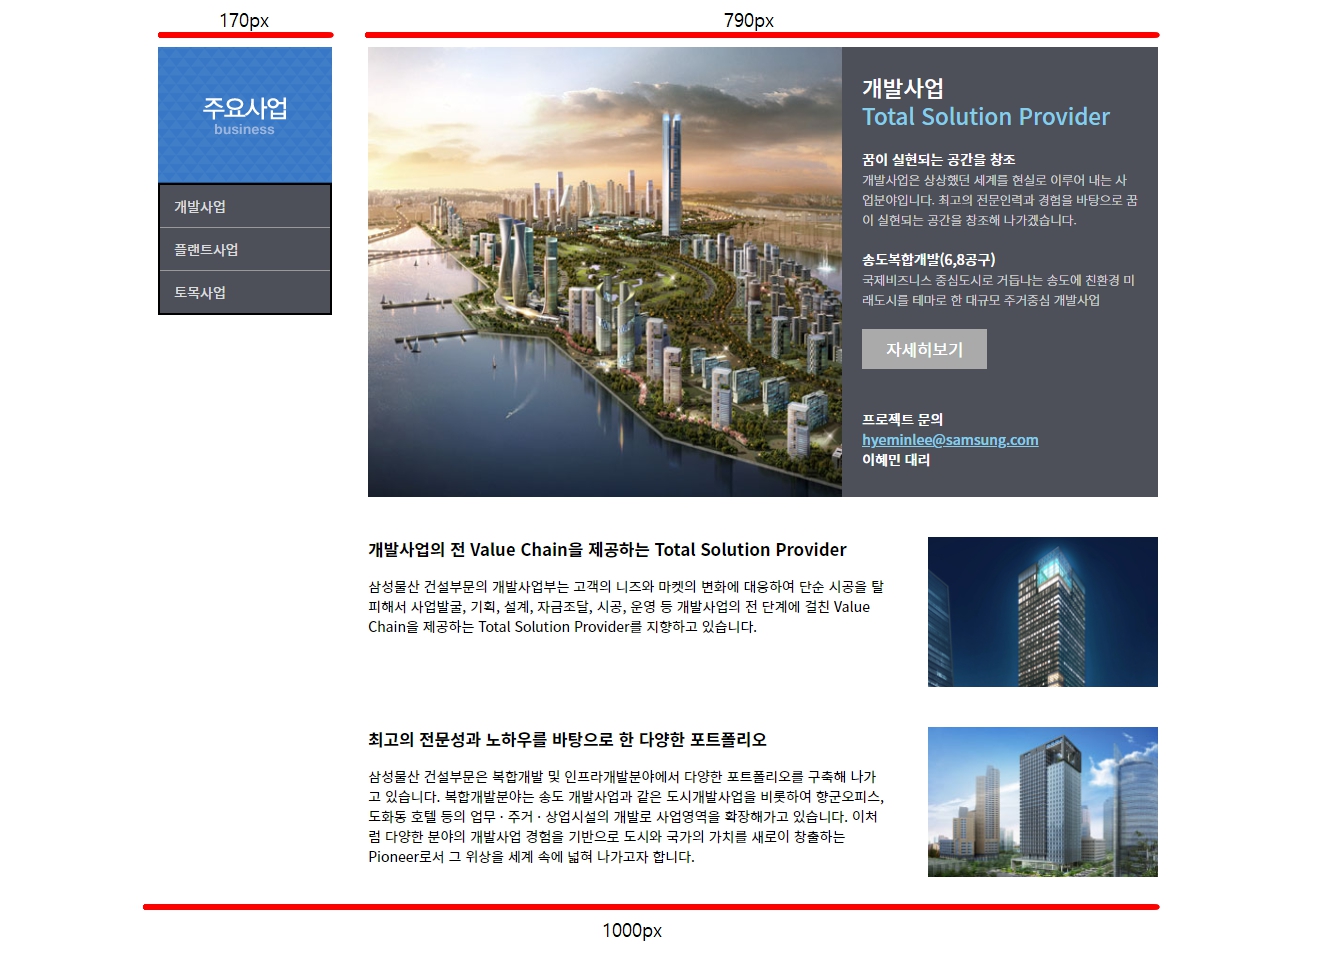 170px
790px
주요사업
business
개발사업
플랜트사업
토목사업
개발사업
Total Solution Provider
꿈이 실현되는 공간을 창조
개발사업은 상상했던 세계를 현실로 이루어 내는 사
업분야입니다. 최고의 전문인력과 경험을 바탕으로 꿈
이 실현되는 공간을 창조해 나가겠습니다.
송도복합개발(6,8공구)
국제비즈니스 중심도시로 거듭나는 송도에 친환경 미
래도시를 테마로 한 대규모 주거중심 개발사업
자세히보기
프로젝트 문의
hyeminlee@samsung.com
이혜민 대리
개발사업의 전 Value Chain을 제공하는 Total Solution Provider
삼성물산 건설부문의 개발사업부는 고객의 니즈와 마켓의 변화에 대응하여 단순 시공을 탈
피해서 사업발굴, 기획, 설계, 자금조달, 시공, 운영 등 개발사업의 전 단계에 걸친 Value
Chain을 제공하는 Total Solution Provider를 지향하고 있습니다.
최고의 전문성과 노하우를 바탕으로 한 다양한 포트폴리오
삼성물산 건설부문은 복합개발 및 인프라개발분야에서 다양한 포트폴리오를 구축해 나가
고 있습니다. 복합개발분야는 송도 개발사업과 같은 도시개발사업을 비롯하여 향군오피스,
도화동 호텔 등의 업무 · 주거 · 상업시설의 개발로 사업영역을 확장해가고 있습니다. 이처
럼 다양한 분야의 개발사업 경험을 기반으로 도시와 국가의 가치를 새로이 창출하는
Pioneer로서 그 위상을 세계 속에 넓혀 나가고자 합니다.
1000px